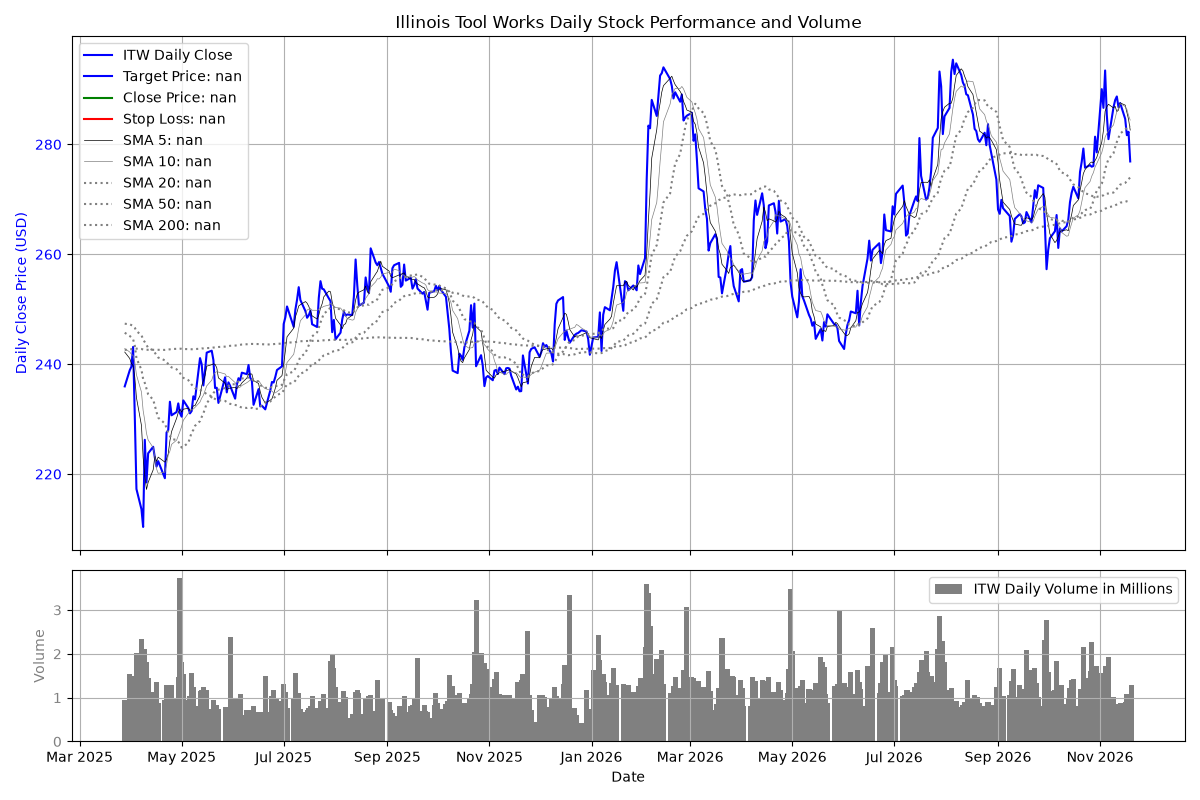 Illinois Tool Works Daily Stock Performance and Volume
ITW Daily Close
Target Price: nan
Close Price: nan
Stop Loss: nan
SMA 5: nan
SMA 10: nan
SMA 20: nan
SMA 50: nan
SMA 200: nan
Daily Close Price (USD)
280
260
240
220
ITW Daily Volume in Millions
Volume
3
2
1
0
Mar 2025 May 2025 Jul 2025 Sep 2025 Nov 2025 Jan 2026 Mar 2026 May 2026 Jul 2026 Sep 2026 Nov 2026
Date